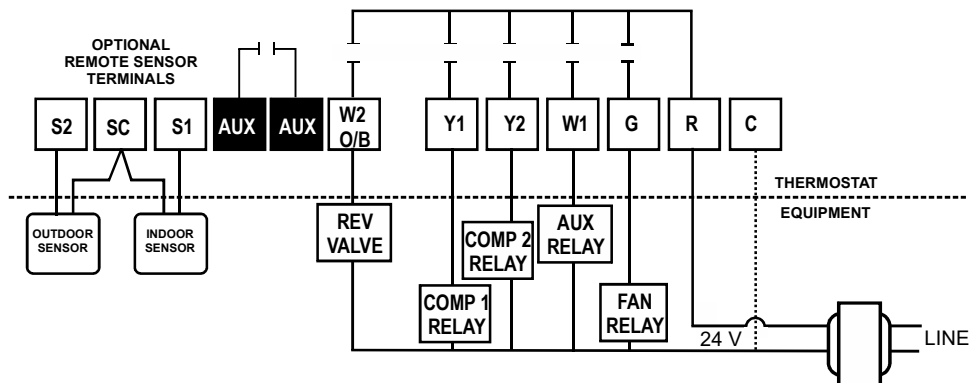 OPTIONAL
REMOTE SENSOR
TERMINALS
S2
SC
S1
AUX
AUX
W2
O/B
Y1
Y2
W1
G
R
C
THERMOSTAT
EQUIPMENT
OUTDOOR
SENSOR
INDOOR
SENSOR
REV
VALVE
COMP 1
RELAY
COMP 2
RELAY
AUX
RELAY
FAN
RELAY
24 V
LINE